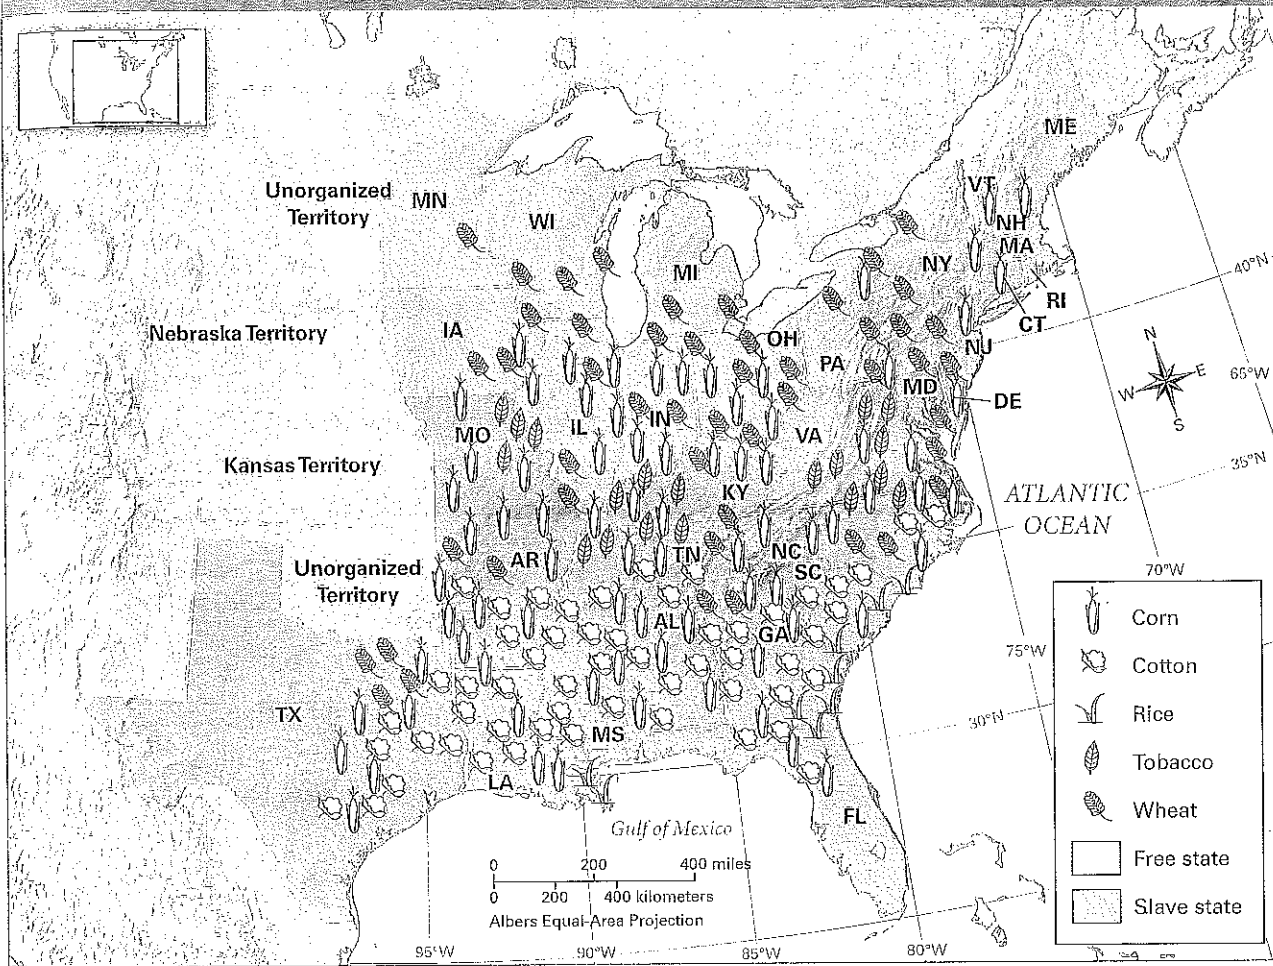 ME
Unorganized
Territory
MN
WI
VT
NH
MA
NY
MI
RI
CT
40°N
Nebraska Territory
IA
OH
PA
NJ
N
W
E
S
65°W
MD
DE
MO
IL
IN
VA
35°N
Kansas Territory
KY
ATLANTIC
OCEAN
AR
TN
NC
SC
Unorganized
Territory
70°W
AL
GA
75°W
TX
MS
30°N
LA
FL
Gulf of Mexico
0 200 400 miles
0 200 400 kilometers
Albers Equal-Area Projection
95°W
90°W
85°W
80°W
Corn
Cotton
Rice
Tobacco
Wheat
Free state
Slave state